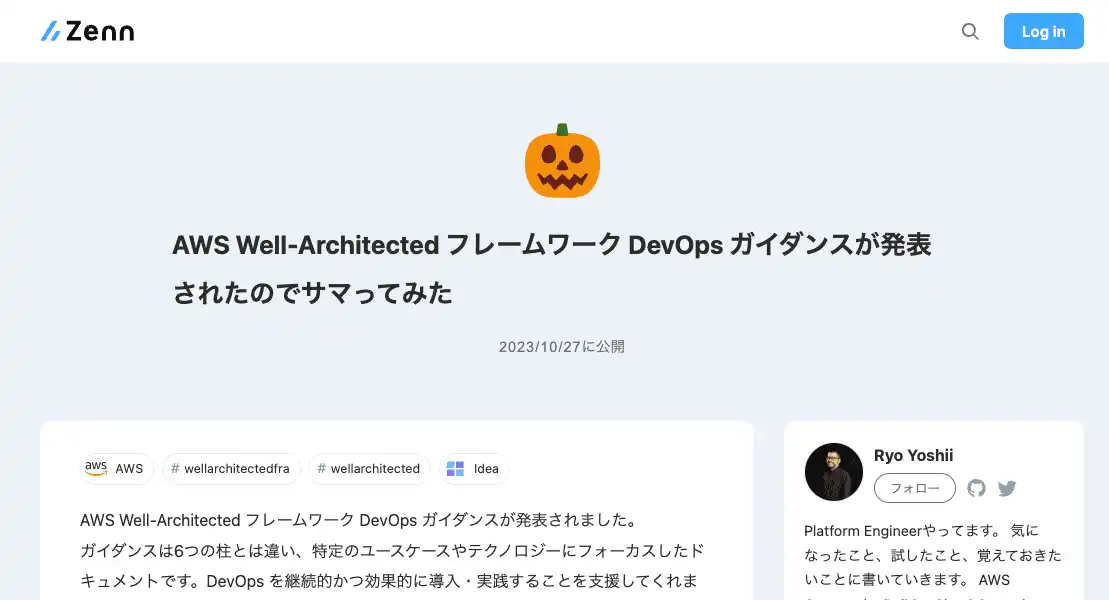 Zenn
Log in
AWS Well-Architected フレームワーク DevOps ガイダンスが発表
されたのでサマってみた
2023/10/27に公開
aws AWS
# wellarchitectedfra
# wellarchitected
Idea
AWS Well-Architected フレームワーク DevOps ガイダンスが発表されました。
ガイダンスは6つの柱とは違い、特定のユースケースやテクノロジーにフォーカスしたド
キュメントです。DevOps を継続的かつ効果的に導入・実践することを支援してくれま
Ryo Yoshii
フォロー
Platform Engineerやってます。 気に
なったこと、試したこと、覚えておきた
いことに書いていきます。 AWS